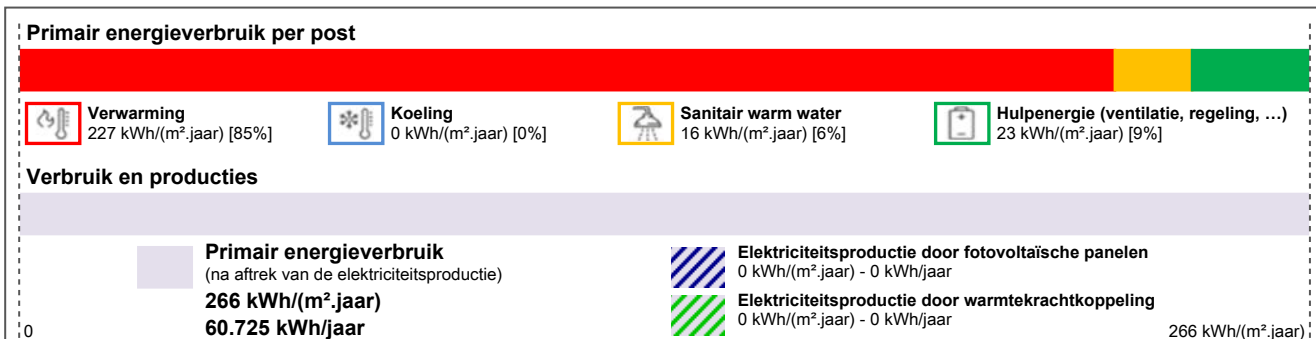 Primair energieverbruik per post
Verwarming
227 kWh/(m².jaar) [85%]
Koeling
0 kWh/(m².jaar) [0%]
Sanitair warm water
16 kWh/(m².jaar) [6%]
Hulpenergie (ventilatie, regeling, …)
23 kWh/(m².jaar) [9%]
Verbruik en producties
Primair energieverbruik
(na aftrek van de elektriciteitsproductie)
266 kWh/(m².jaar)
60.725 kWh/jaar
Elektriciteitsproductie door fotovoltaïsche panelen
0 kWh/(m².jaar) - 0 kWh/jaar
Elektriciteitsproductie door warmtekrachtkoppeling
0 kWh/(m².jaar) - 0 kWh/jaar
0
266 kWh/(m².jaar)